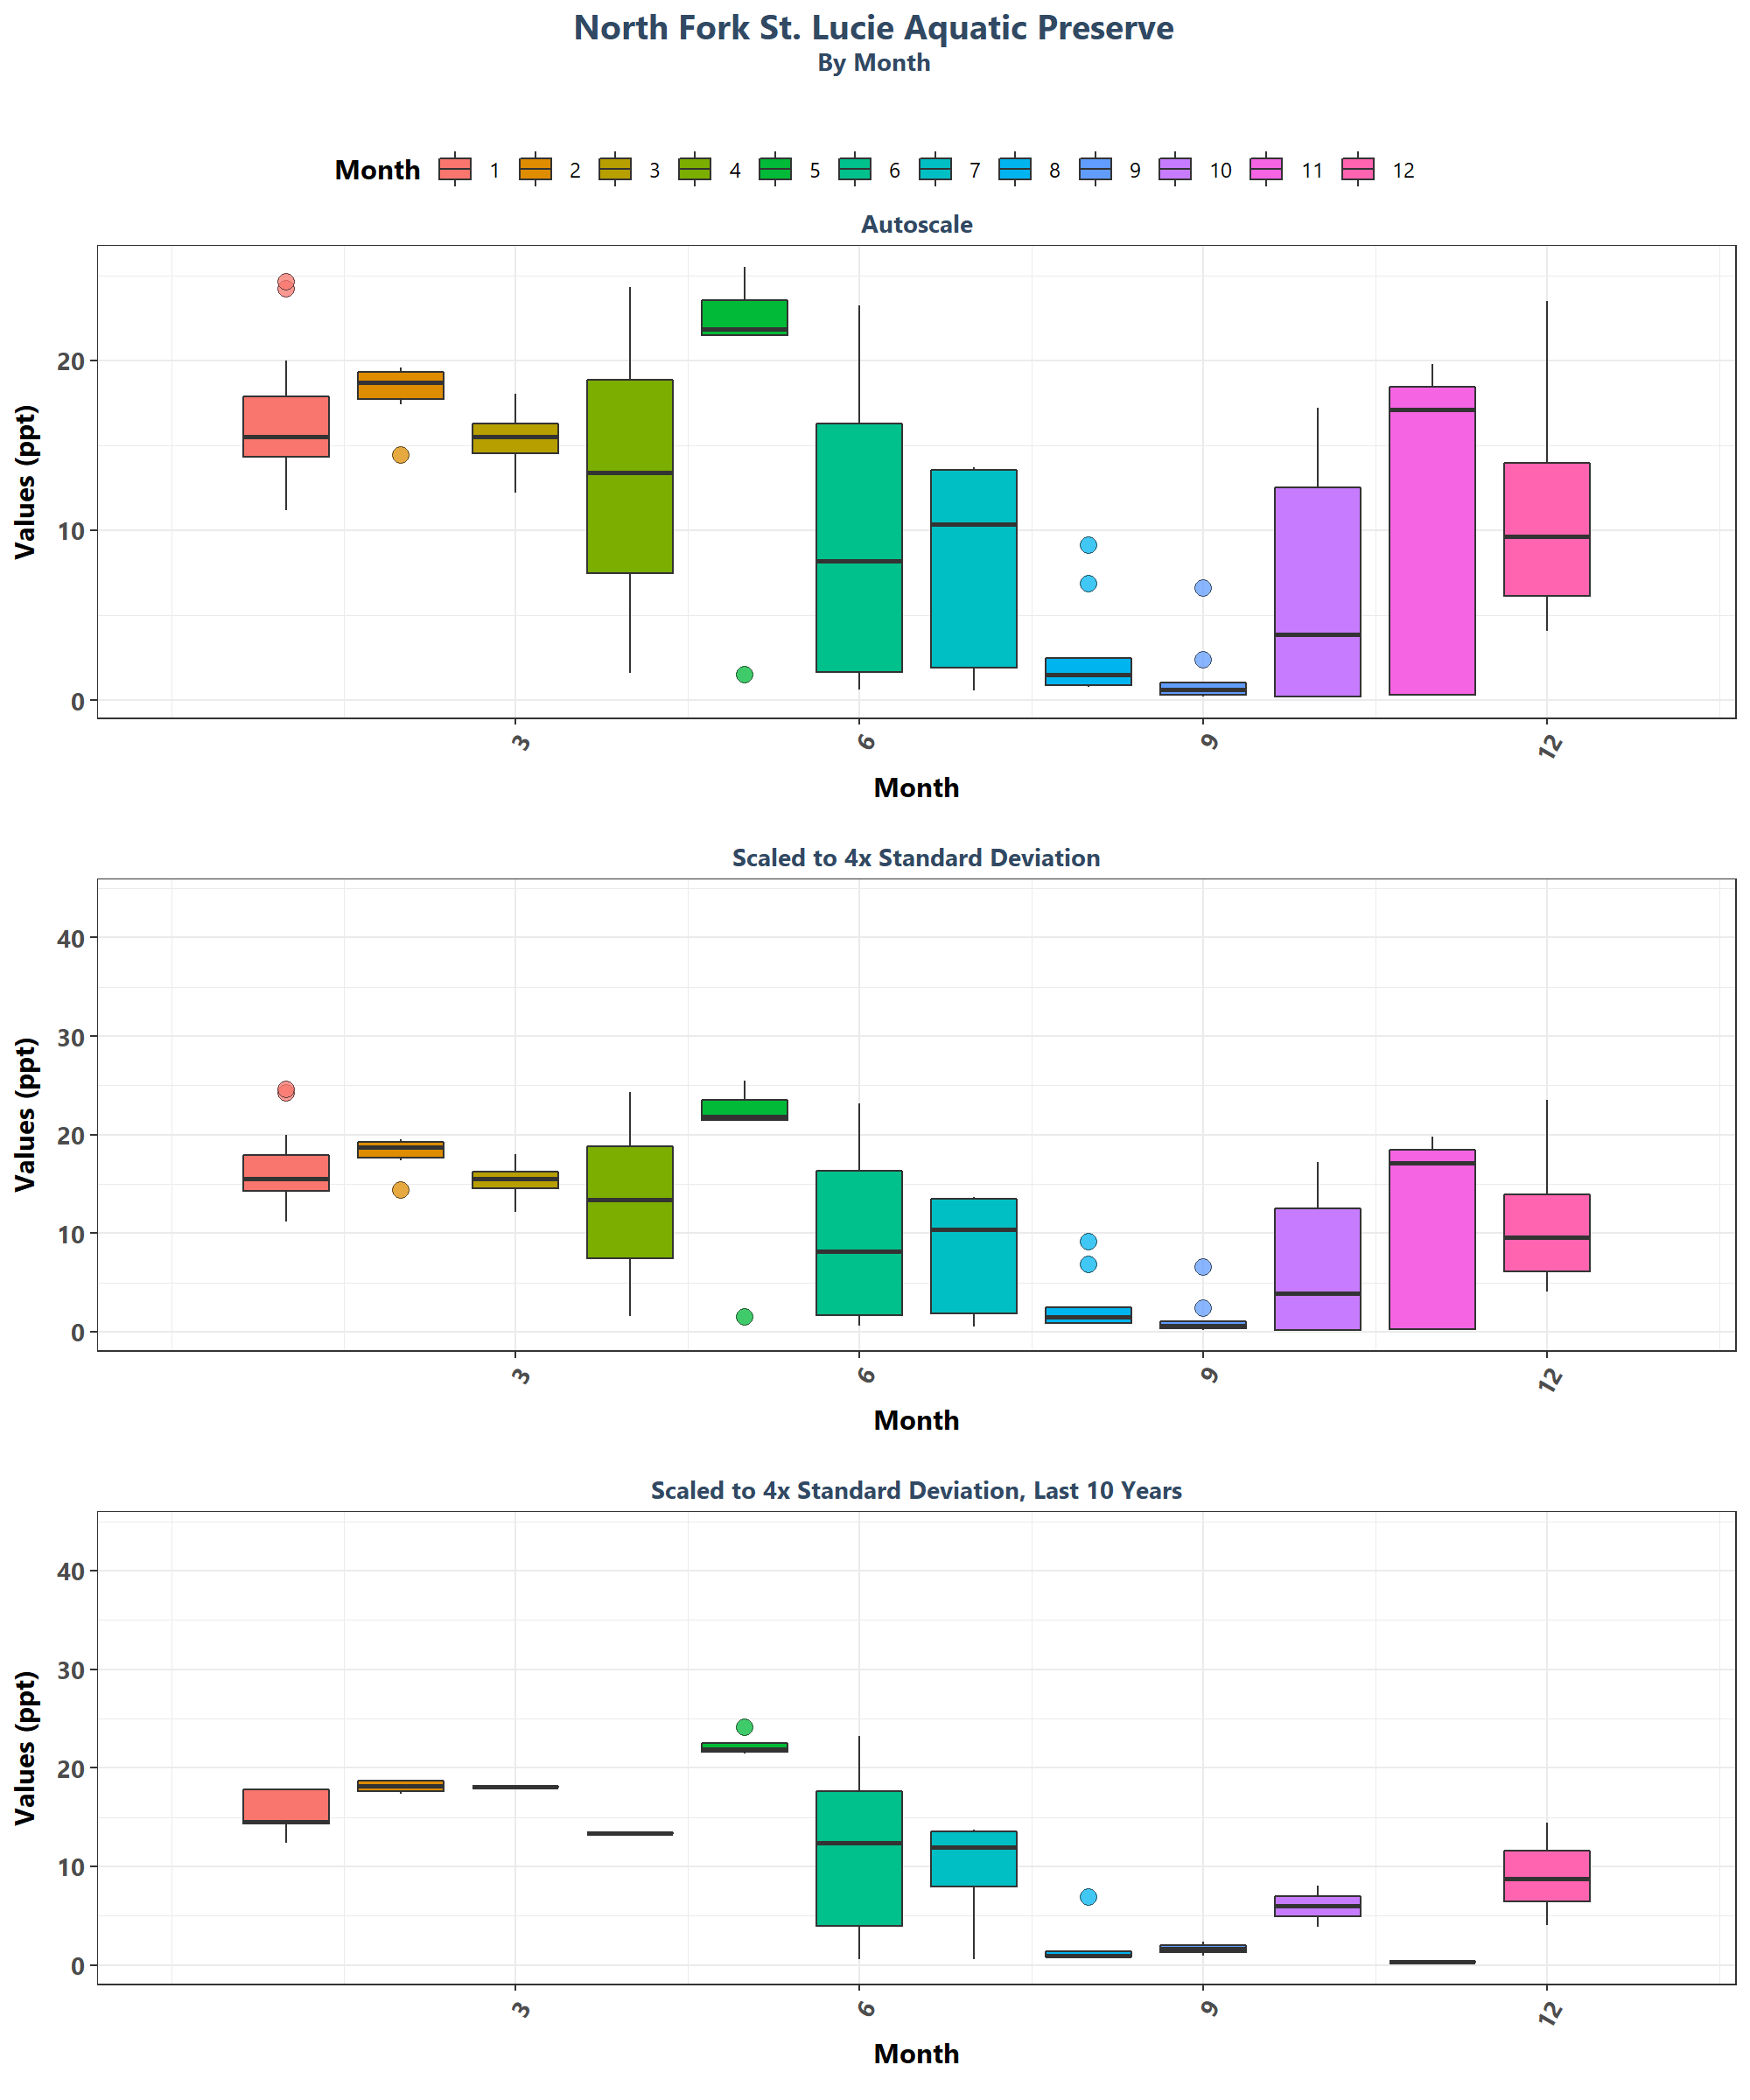 North Fork St. Lucie Aquatic Preserve
By Month
Month 1 2 3 4 5 6 7 8 9 10 11 12
Autoscale
Values (ppt)
20
10
0
3 6 9 12
Month
Scaled to 4x Standard Deviation
Values (ppt)
40
30
20
10
0
3 6 9 12
Month
Scaled to 4x Standard Deviation, Last 10 Years
Values (ppt)
40
30
20
10
0
3 6 9 12
Month